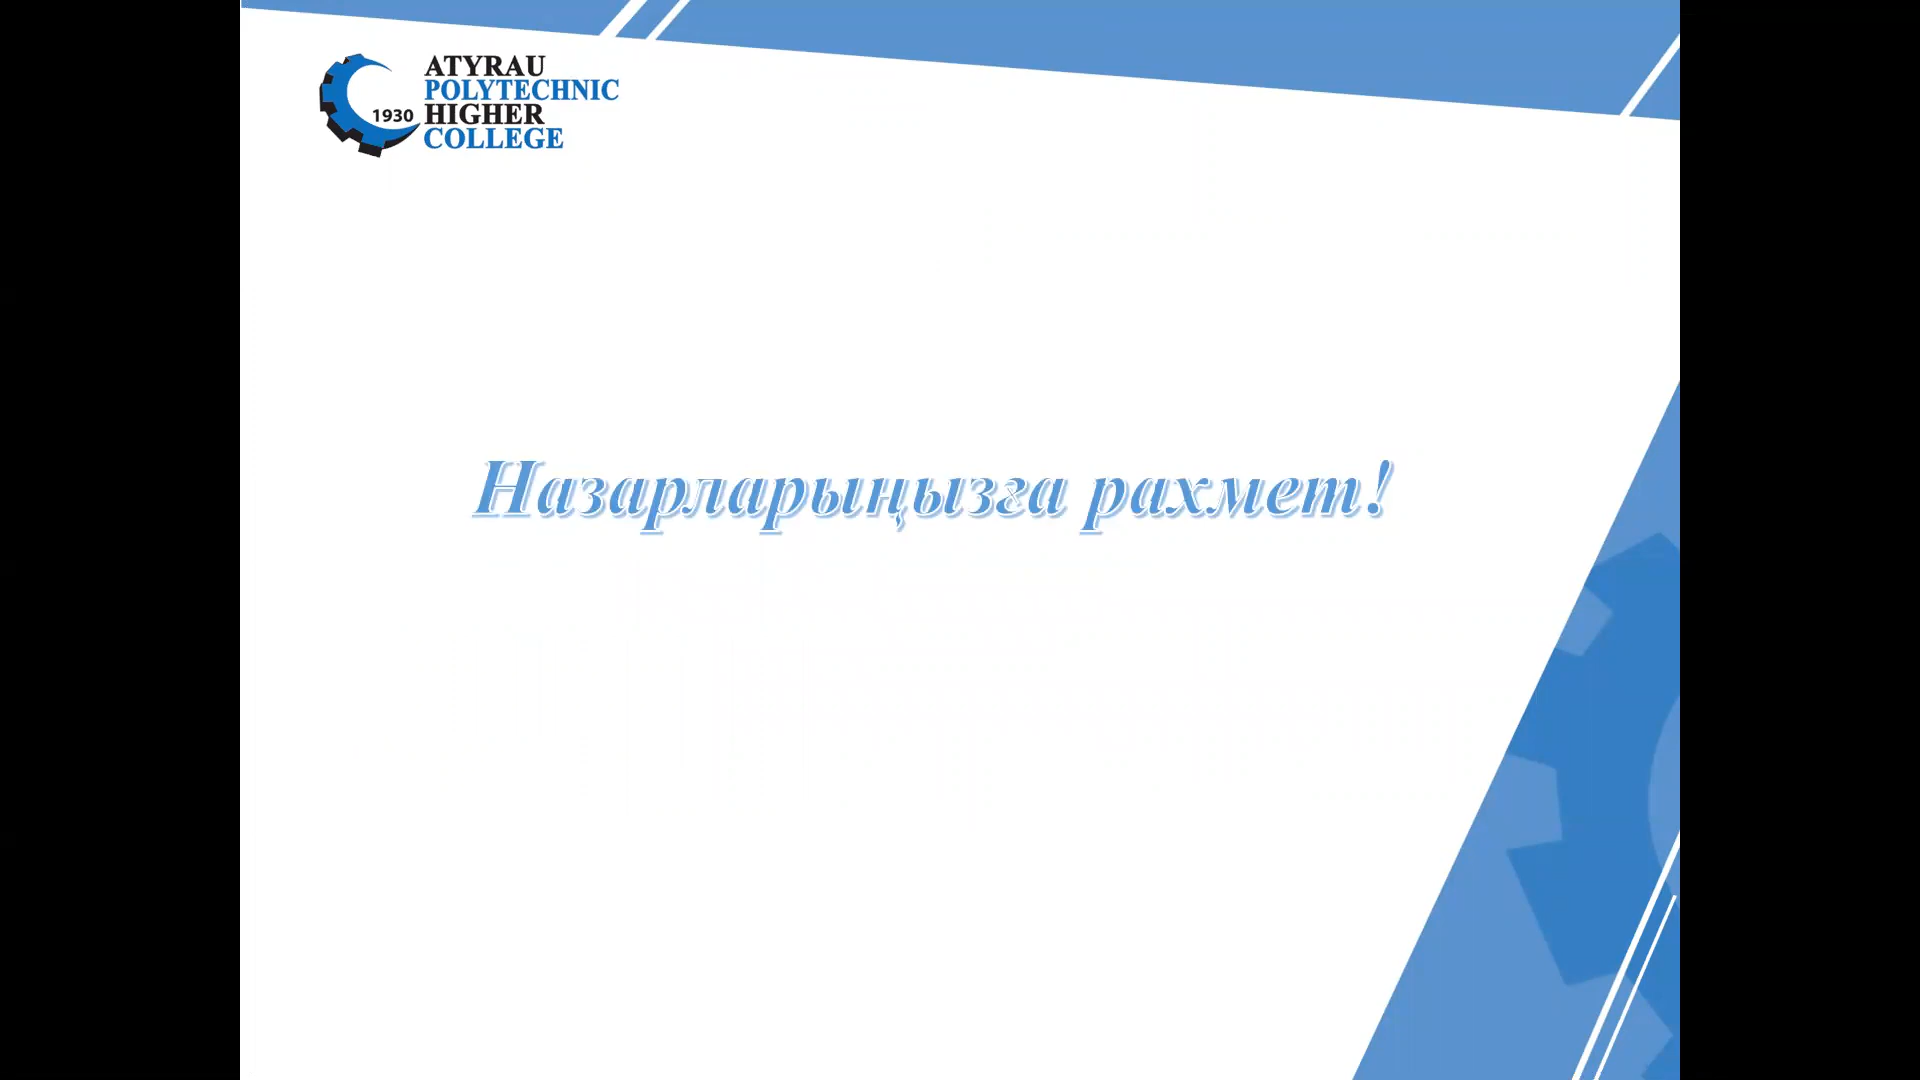 ATYRAU
POLYTECHNIC
1930 HIGHER
COLLEGE
Назарларыңызға рахмет!